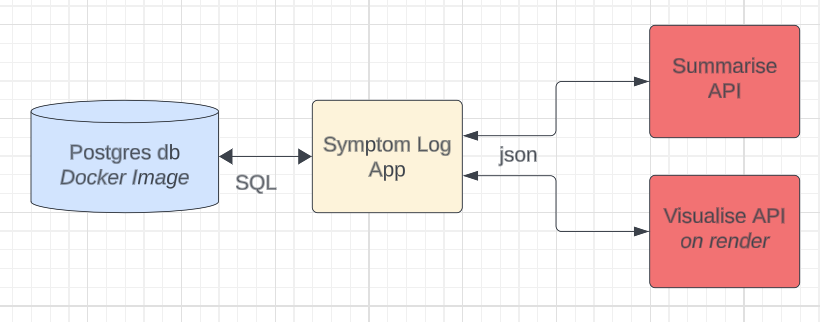 Postgres db
Docker Image
SQL
Symptom Log
App
json
Summarise
API
Visualise API
on render